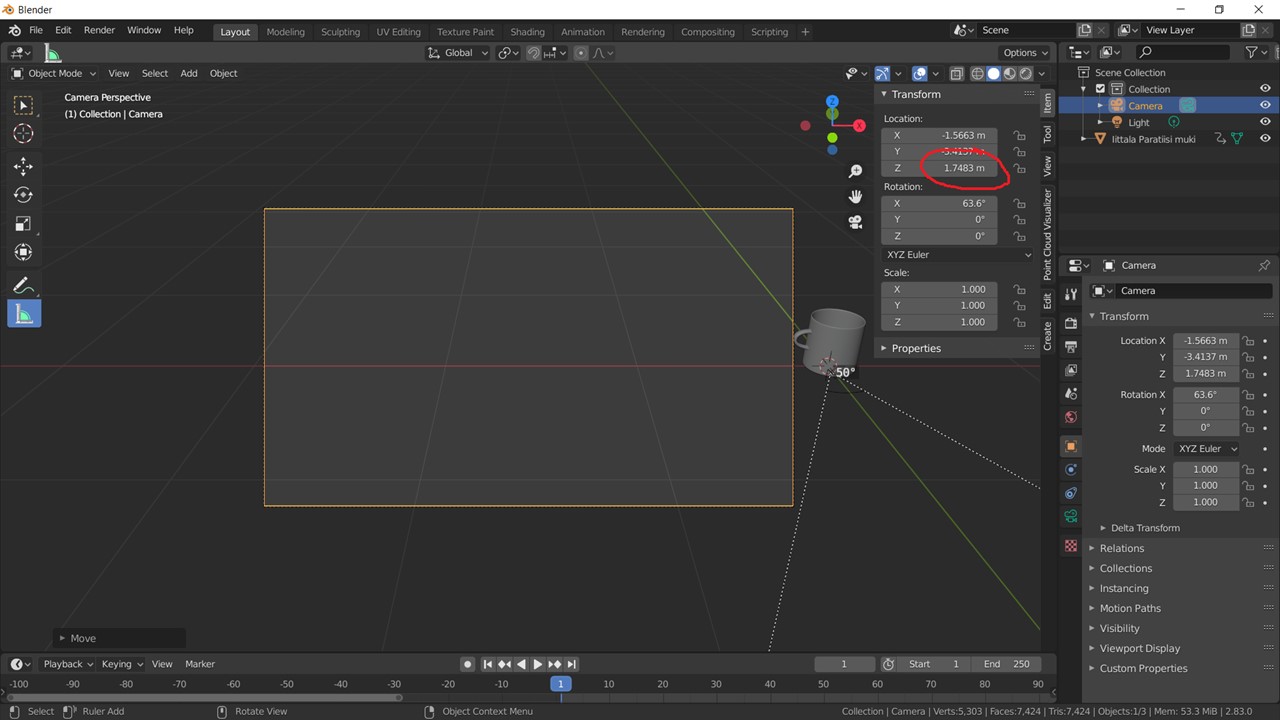 Blender
File Edit Render Window Help Layout Modeling Sculpting UV Editing Texture Paint Shading Animation Rendering Compositing Scripting + Scene View Layer
Global Options
Object Mode View Select Add Object
Camera Perspective
(1) Collection | Camera
Z
X
50°
Move
Transform
Location:
X -1.5663 m
Y -3.4137 m
Z 1.7483 m
Rotation:
X 63.6°
Y 0°
Z 0°
XYZ Euler
Scale:
X 1.000
Y 1.000
Z 1.000
Properties
Item
Tool
View
Point Cloud Visualizer
Edit
Create
Scene Collection
Collection
Camera
Light
Iittala Paratiisi muki
Camera
Camera
Transform
Location X -1.5663 m
Y -3.4137 m
Z 1.7483 m
Rotation X 63.6°
Y 0°
Z 0°
Mode XYZ Euler
Scale X 1.000
Y 1.000
Z 1.000
Delta Transform
Relations
Collections
Instancing
Motion Paths
Visibility
Viewport Display
Custom Properties
Playback Keying View Marker 1 Start 1 End 250
-100 -90 -80 -70 -60 -50 -40 -30 -20 -10 1 10 20 30 40 50 60 70 80 90
Select Ruler Add Rotate View Object Context Menu Collection | Camera | Verts:5,303 | Faces:7,424 | Tris:7,424 | Objects:1/3 | Mem: 53.3 MiB | 2.83.0